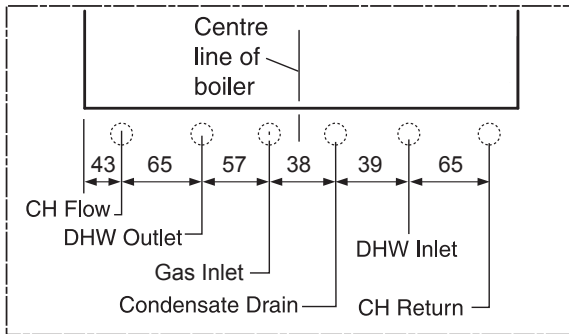 Centre
line of
boiler
43 65 57 38 39 65
CH Flow
DHW Outlet
DHW Inlet
Gas Inlet
Condensate Drain
CH Return